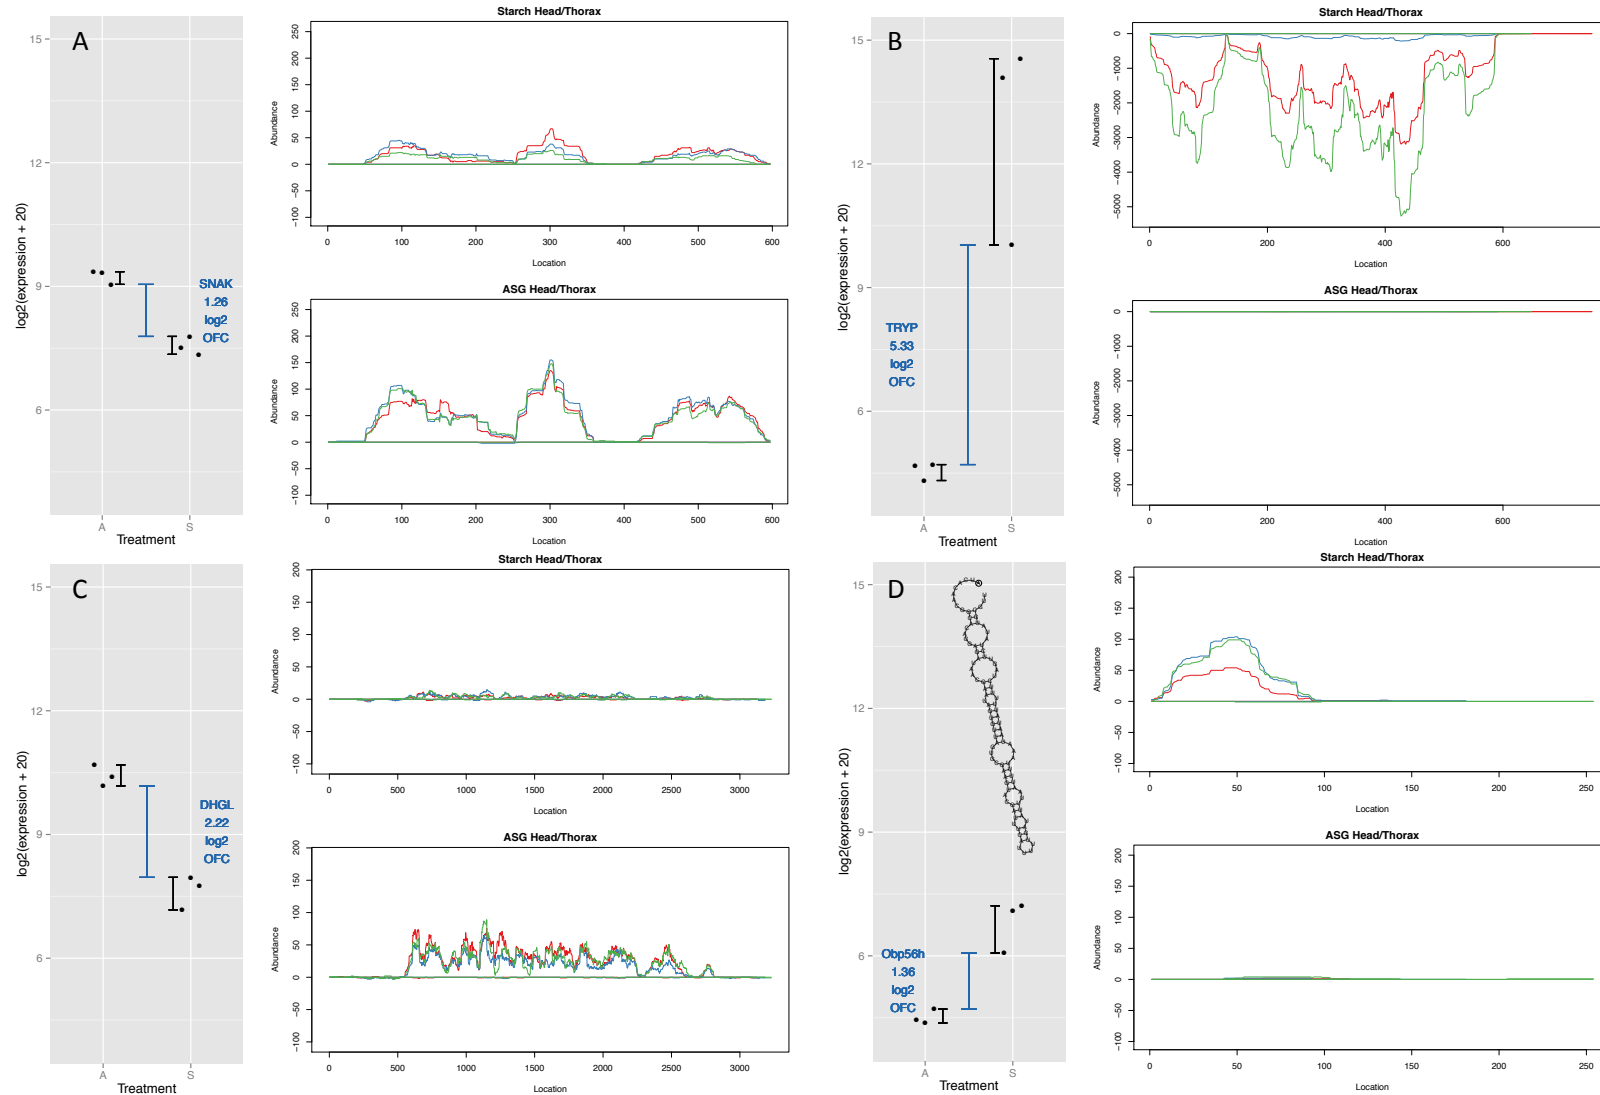 A
15
12
9
6
log2(expression + 20)
SNAK
1.26
log2
OFC
A
S
Treatment
Starch Head/Thorax
250
200
150
100
50
0
−50
−100
Abundance
0
100
200
300
400
500
600
Location
ASG Head/Thorax
250
200
150
100
50
0
−50
−100
Abundance
0
100
200
300
400
500
600
Location
B
15
12
9
6
log2(expression + 20)
TRYP
5.33
log2
OFC
A
S
Treatment
Starch Head/Thorax
0
−1000
−2000
−3000
−4000
−5000
Abundance
0
200
400
600
Location
ASG Head/Thorax
0
−1000
−2000
−3000
−4000
−5000
Abundance
0
200
400
600
Location
C
15
12
9
6
log2(expression + 20)
DHGL
2.22
log2
OFC
A
S
Treatment
Starch Head/Thorax
200
150
100
50
0
−50
−100
Abundance
0
500
1000
1500
2000
2500
3000
Location
ASG Head/Thorax
200
150
100
50
0
−50
−100
Abundance
0
500
1000
1500
2000
2500
3000
Location
D
15
12
9
6
log2(expression + 20)
Obp56h
1.36
log2
OFC
A
S
Treatment
Starch Head/Thorax
200
150
100
50
0
−50
−100
Abundance
0
50
100
150
200
250
Location
ASG Head/Thorax
200
150
100
50
0
−50
−100
Abundance
0
50
100
150
200
250
Location